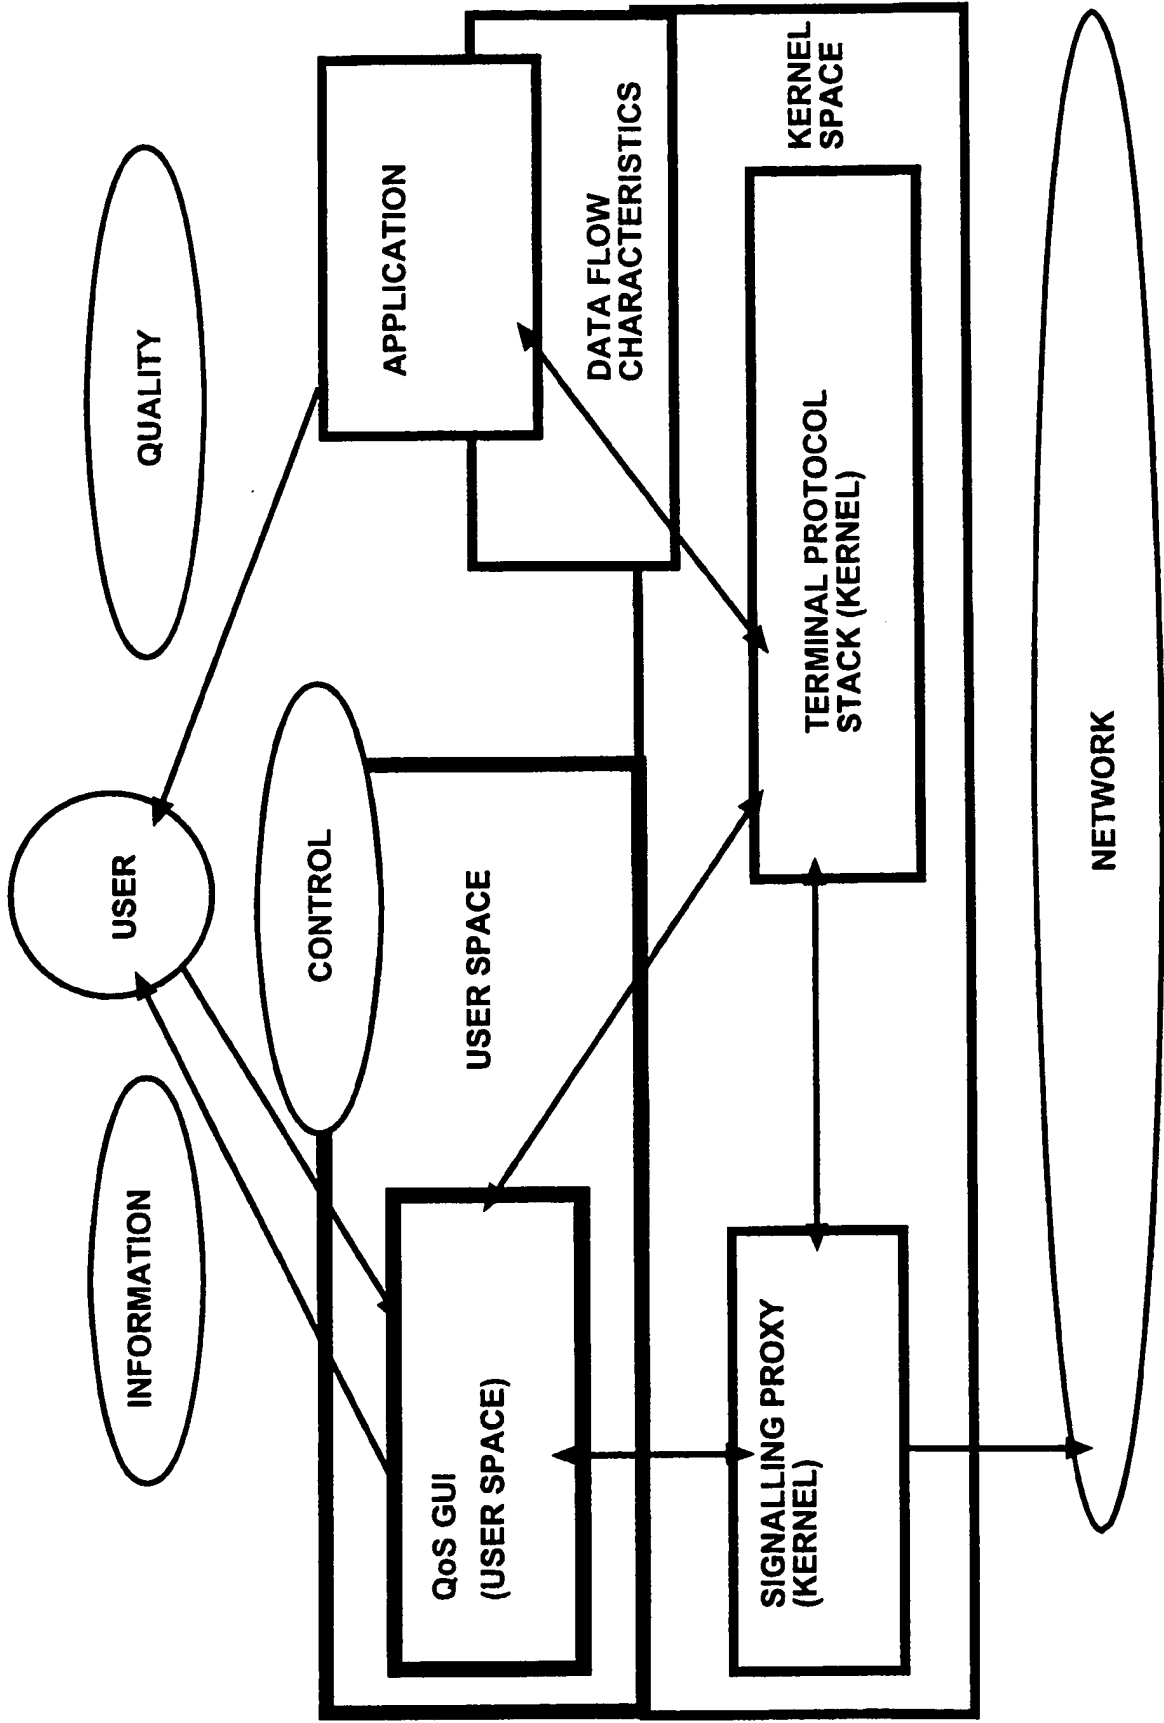 INFORMATION
USER
QUALITY
CONTROL
QoS GUI
(USER SPACE)
USER SPACE
APPLICATION
DATA FLOW
CHARACTERISTICS
SIGNALLING PROXY
(KERNEL)
TERMINAL PROTOCOL
STACK (KERNEL)
KERNEL
SPACE
NETWORK